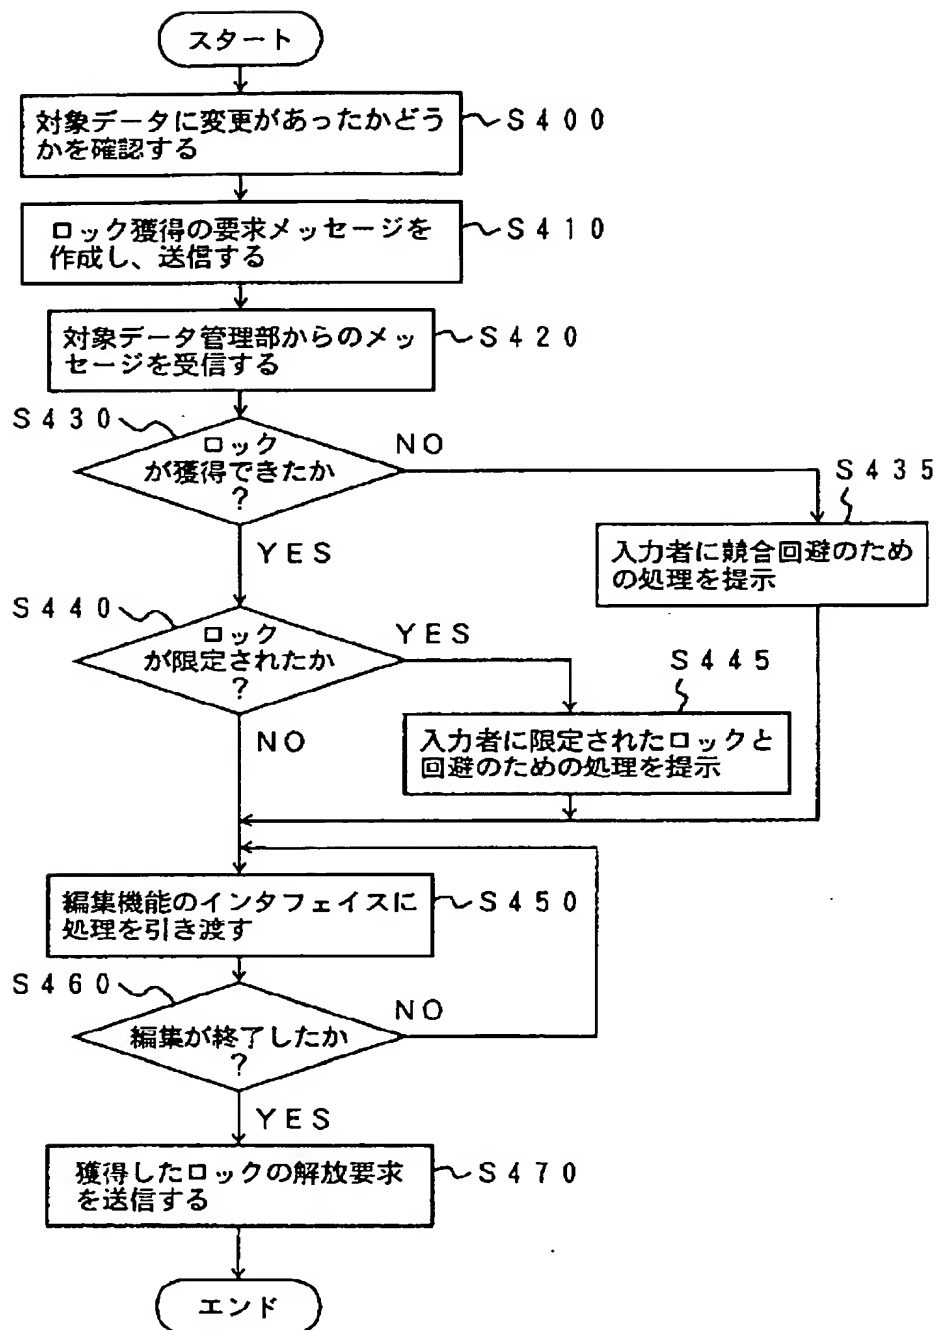 スタート
対象データに変更があったかどう
かを確認する
S400
ロック獲得の要求メッセージを
作成し、送信する
S410
対象データ管理部からのメッ
セージを受信する
S420
S430
ロック
が獲得できたか
?
NO
YES
S435
入力者に競合回避のため
の処理を提示
S440
ロック
が限定されたか
?
YES
NO
S445
入力者に限定されたロックと
回避のための処理を提示
編集機能のインタフェイスに
処理を引き渡す
S450
S460
編集が終了したか
?
NO
YES
獲得したロックの解放要求
を送信する
S470
エンド